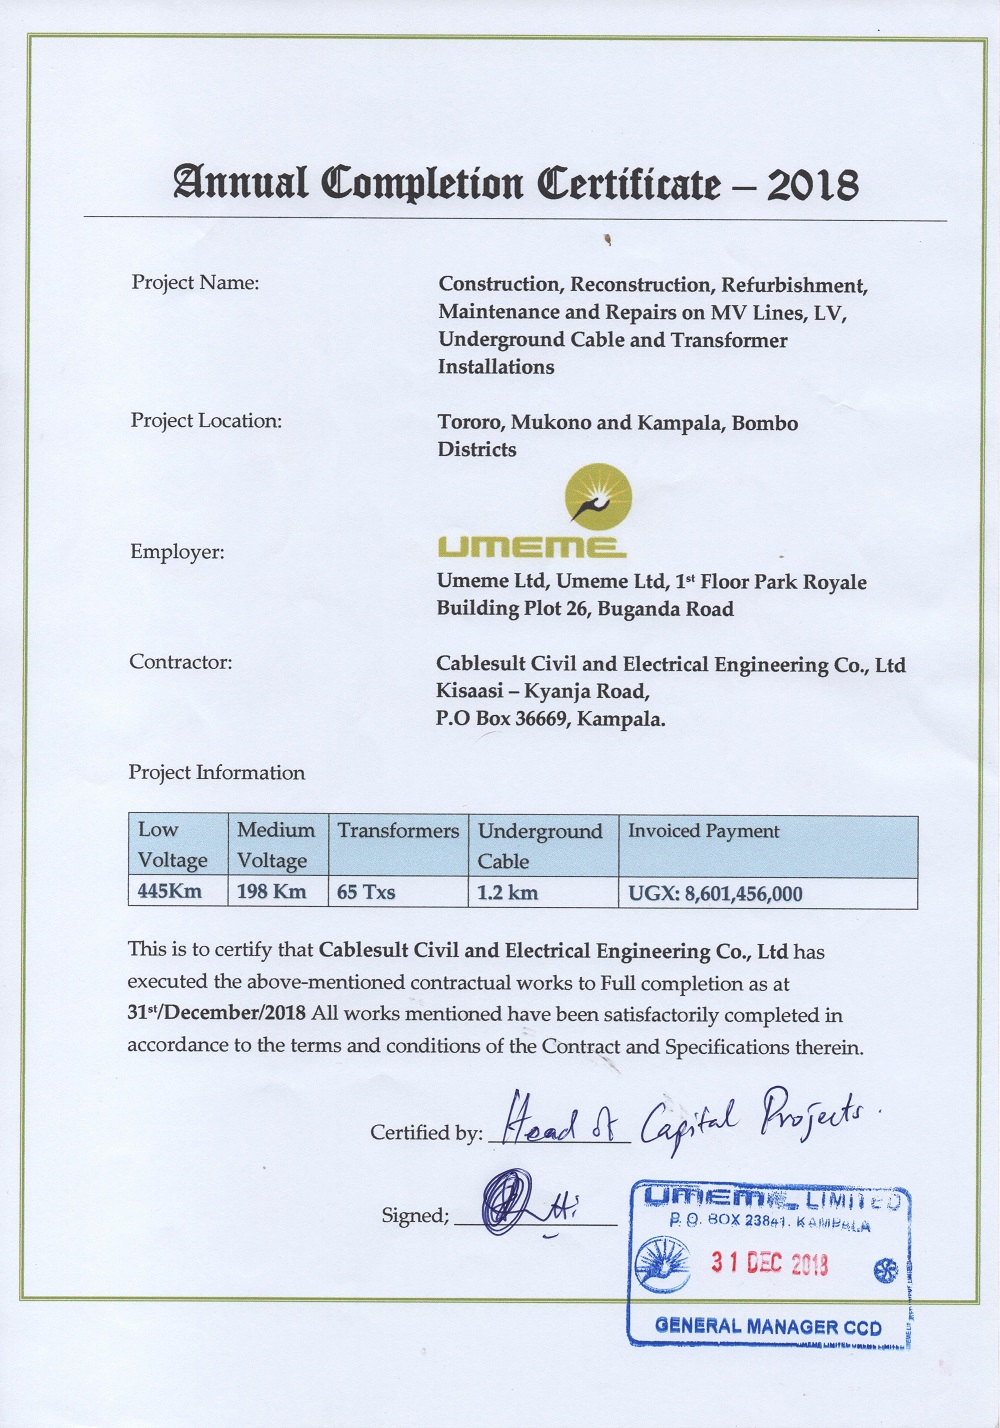 Annual Completion Certificate – 2018
Project Name:
Construction, Reconstruction, Refurbishment,
Maintenance and Repairs on MV Lines, LV,
Underground Cable and Transformer
Installations
Project Location:
Tororo, Mukono and Kampala, Bombo
Districts
UMEME
Employer:
Umeme Ltd, Umeme Ltd, 1st Floor Park Royale
Building Plot 26, Buganda Road
Contractor:
Cablesult Civil and Electrical Engineering Co., Ltd
Kisaasi – Kyanja Road,
P.O Box 36669, Kampala.
Project Information
Low Voltage
Medium Voltage
Transformers
Underground Cable
Invoiced Payment
445Km
198 Km
65 Txs
1.2 km
UGX: 8,601,456,000
This is to certify that Cablesult Civil and Electrical Engineering Co., Ltd has
executed the above-mentioned contractual works to Full completion as at
31st/December/2018 All works mentioned have been satisfactorily completed in
accordance to the terms and conditions of the Contract and Specifications therein.
Certified by: Head of Capital Projects.
Signed;
UMEME LIMITED
P.O. BOX 23841. KAMPALA
31 DEC 2018
GENERAL MANAGER CCD